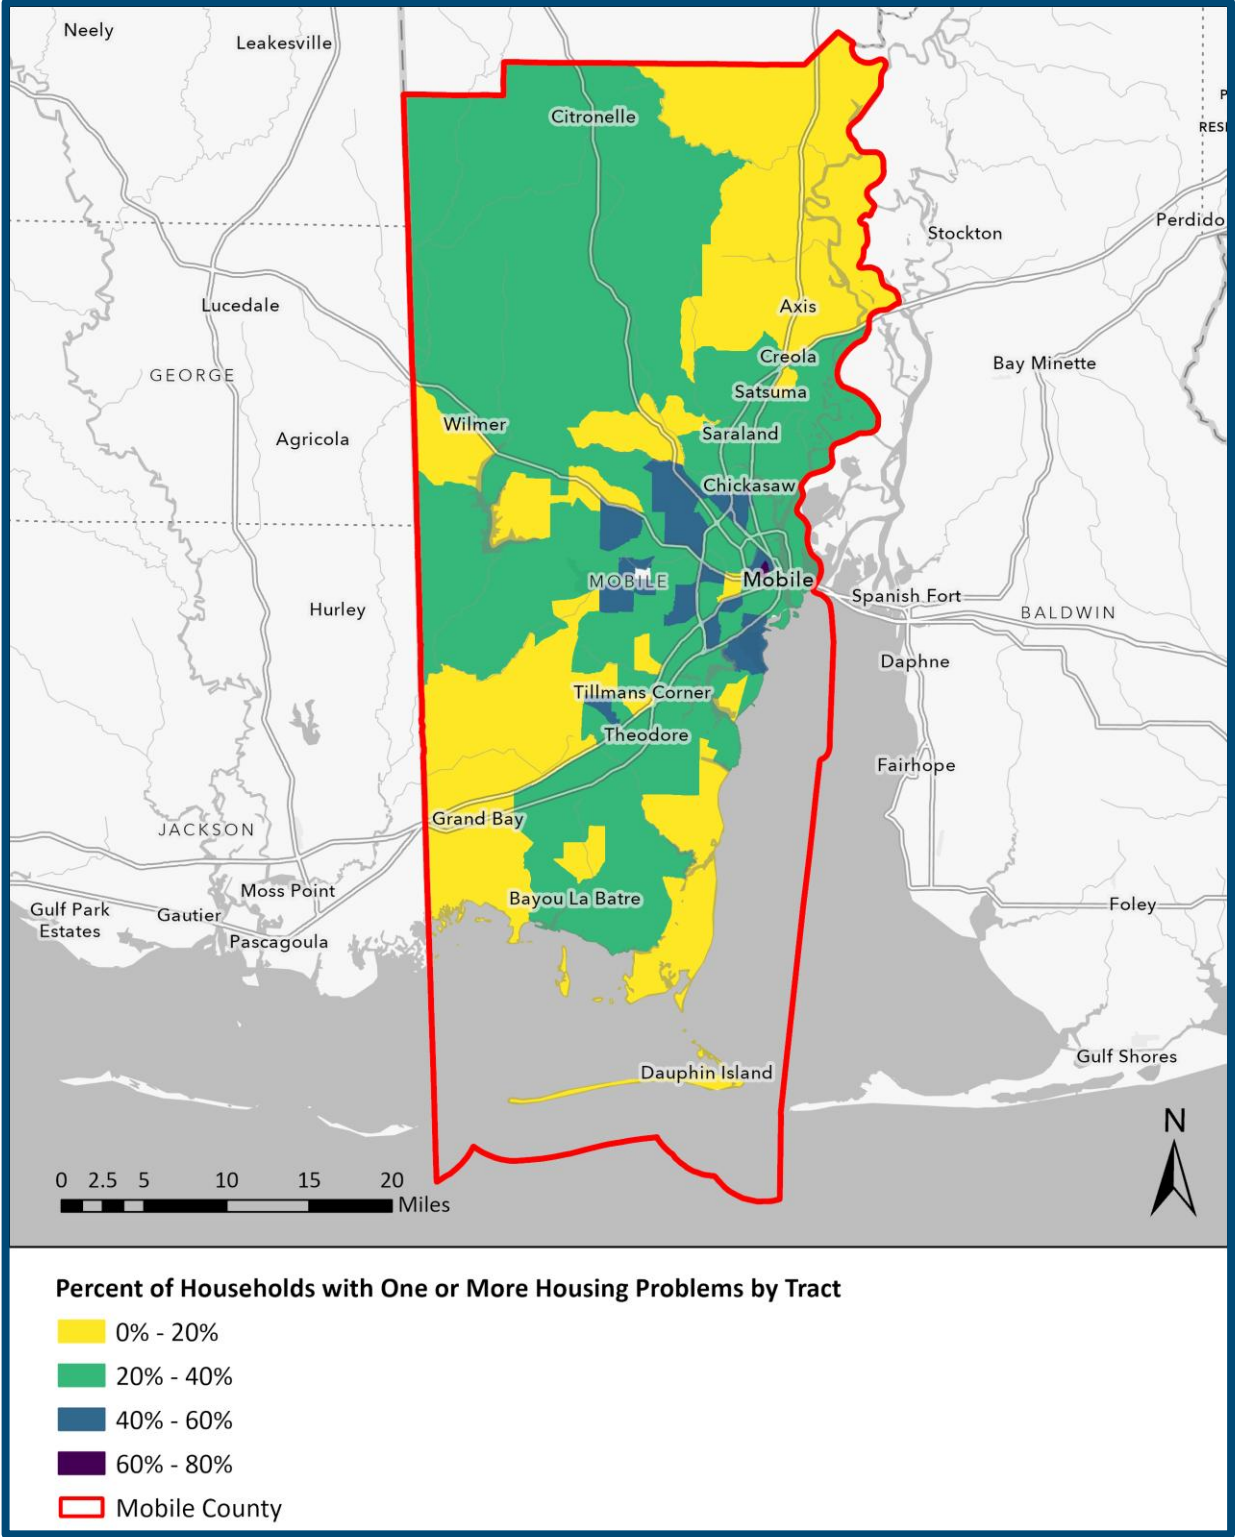 Neely
Leakesville
Citronelle
P
RESI
Stockton
Perdido
Lucedale
Axis
GEORGE
Creola
Bay Minette
Satsuma
Wilmer
Agricola
Saraland
Chickasaw
MOBILE
Mobile
Hurley
Spanish Fort
BALDWIN
Daphne
Tillmans Corner
Theodore
Fairhope
Grand Bay
JACKSON
Moss Point
Bayou La Batre
Gulf Park
Estates
Gautier
Foley
Pascagoula
Gulf Shores
Dauphin Island
N
0 2.5 5 10 15 20
Miles
Percent of Households with One or More Housing Problems by Tract
0% - 20%
20% - 40%
40% - 60%
60% - 80%
Mobile County